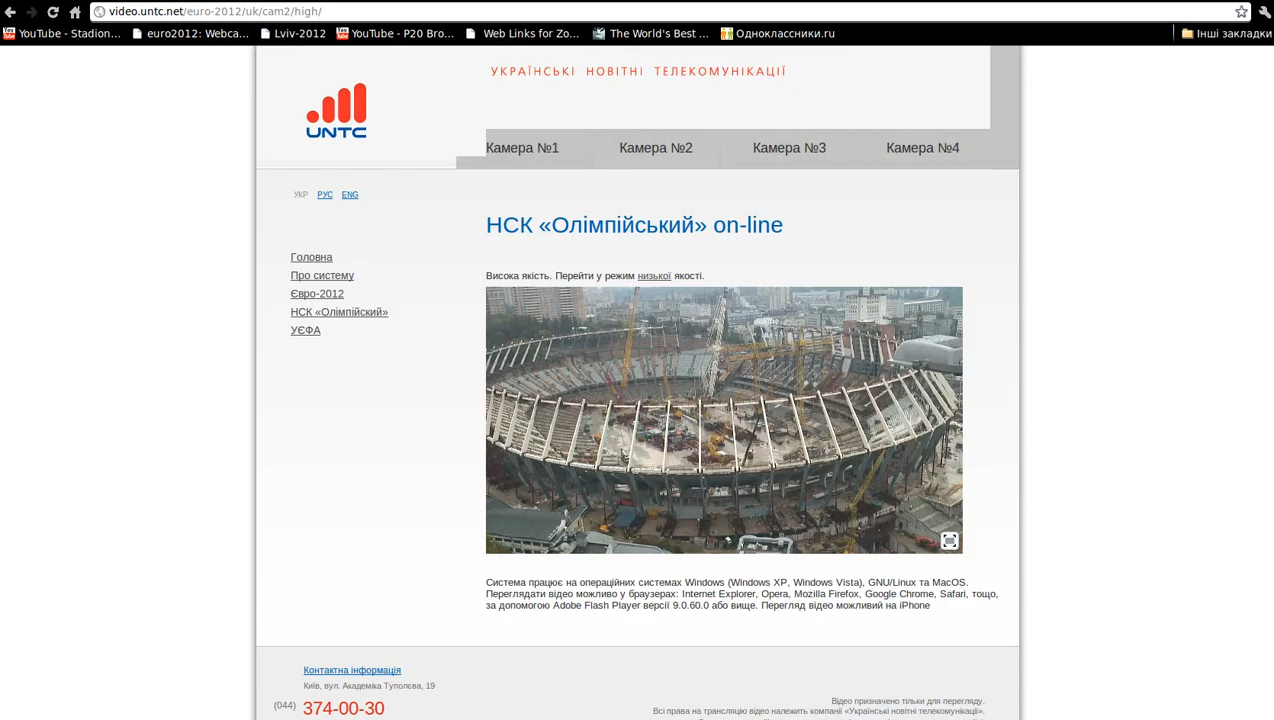 video.untc.net/euro-2012/uk/cam2/high/
YouTube - Stadion...
euro2012: Webca...
Lviv-2012
YouTube - P20 Bro...
Web Links for Zo...
The World's Best ...
Одноклассники.ru
Інші закладки
УКРАЇНСЬКІ НОВІТНІ ТЕЛЕКОМУНІКАЦІЇ
UNTC
Камера №1
Камера №2
Камера №3
Камера №4
УКР РУС ENG
НСК «Олімпійський» on-line
Головна
Про систему
Євро-2012
НСК «Олімпійский»
УЄФА
Висока якість. Перейти у режим низької якості.
Система працює на операційних системах Windows (Windows XP, Windows Vista), GNU/Linux та MacOS.
Переглядати відео можливо у браузерах: Internet Explorer, Opera, Mozilla Firefox, Google Chrome, Safari, тощо,
за допомогою Adobe Flash Player версії 9.0.60.0 або вище. Перегляд відео можливий на iPhone
Контактна інформація
Київ, вул. Академіка Туполєва, 19
(044) 374-00-30
Відео призначено тільки для перегляду.
Всі права на трансляцію відео належить компанії «Українські новітні телекомунікації».